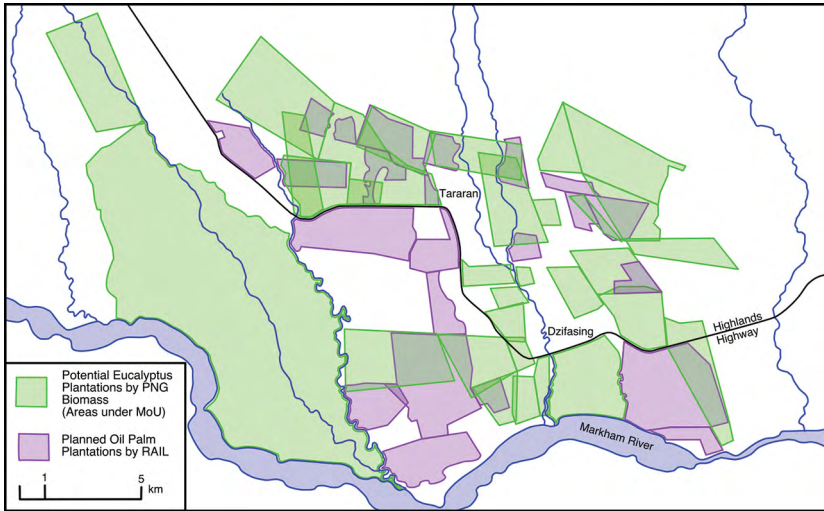 Tararan
Dzifasing
Highlands
Highway
Markham River
Potential Eucalyptus
Plantations by PNG
Biomass
(Areas under MoU)
Planned Oil Palm
Plantations by RAIL
1
5
km